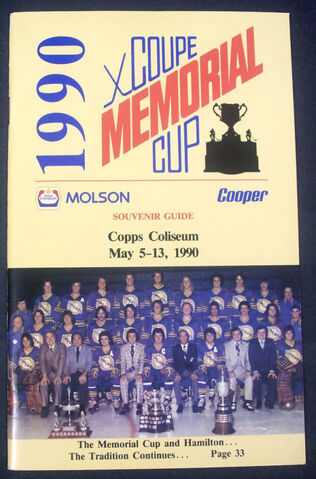 1990
COUPE
MEMORIAL
CUP
MOLSON
Cooper
SOUVENIR GUIDE
Copps Coliseum
May 5-13, 1990
The Memorial Cup and Hamilton...
The Tradition Continues... Page 33